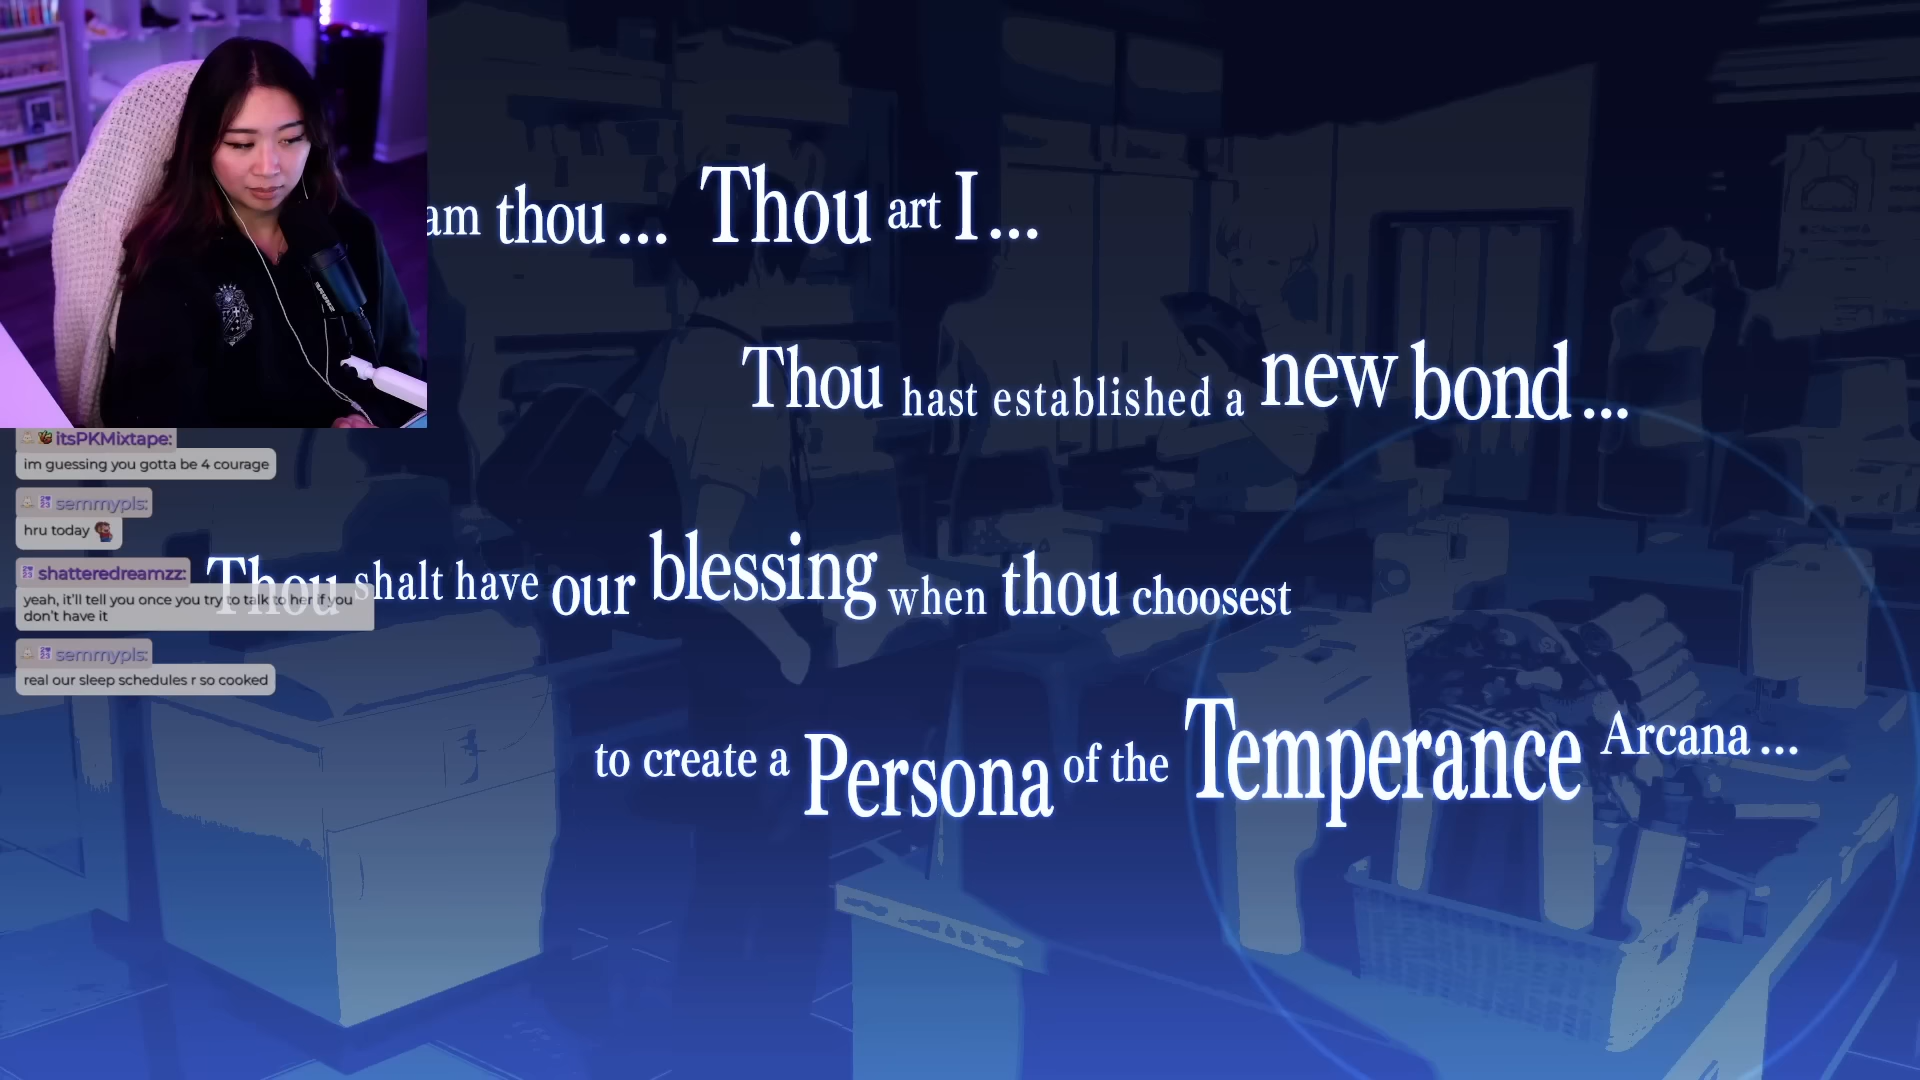 am thou... Thou art I...
Thou hast established a new bond...
Thou shalt have our blessing when thou choosest
to create a Persona of the Temperance Arcana...
itsPKMixtape:
im guessing you gotta be 4 courage
semmypls:
hru today
shatteredreamzz:
yeah, it'll tell you once you try to talk to her if you
don't have it
semmypls:
real our sleep schedules r so cooked